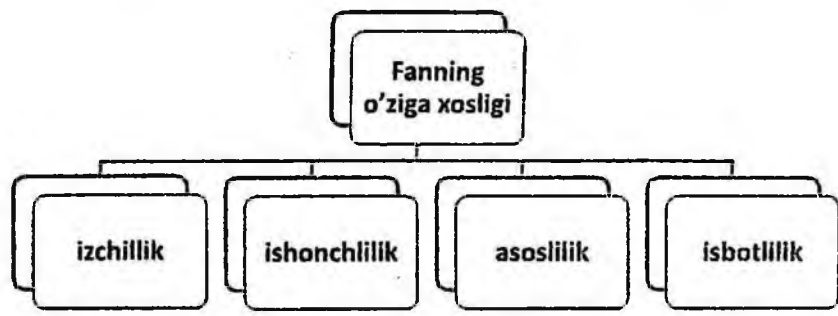 Fanning
o'ziga xosligi
izchillik
ishonchlilik
asoslilik
isbotlilik